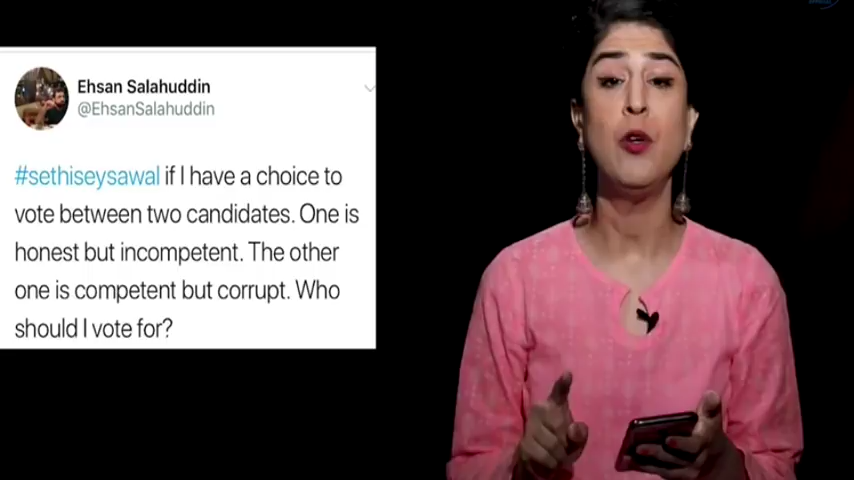 Ehsan Salahuddin
@EhsanSalahuddin
#sethiseysawal if I have a choice to
vote between two candidates. One is
honest but incompetent. The other
one is competent but corrupt. Who
should I vote for?